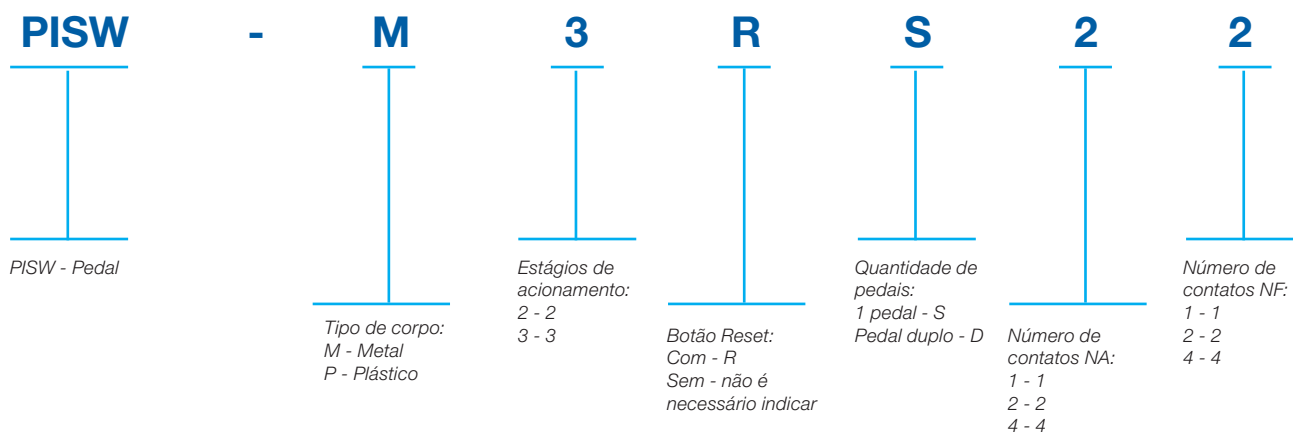 PISW - M 3 R S 2 2
PISW - Pedal
Tipo de corpo:
M - Metal
P - Plástico
Estágios de
acionamento:
2 - 2
3 - 3
Botão Reset:
Com - R
Sem - não é
necessário indicar
Quantidade de
pedais:
1 pedal - S
Pedal duplo - D
Número de
contatos NA:
1 - 1
2 - 2
4 - 4
Número de
contatos NF:
1 - 1
2 - 2
4 - 4